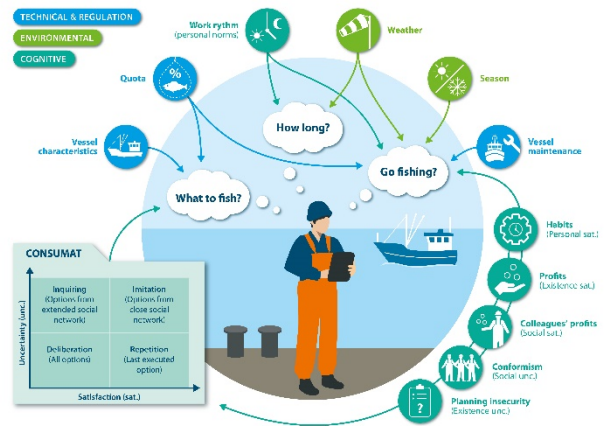 TECHNICAL & REGULATION
ENVIRONMENTAL
COGNITIVE
Work rythm
(personal norms)
Weather
Quota
%
Season
How long?
Vessel
characteristics
What to fish?
Go fishing?
Vessel
maintenance
Habits
(Personal sat.)
Profits
(Existence sat.)
Colleagues' profits
(Social sat.)
Conformism
(Social unc.)
?
Planning insecurity
(Existence unc.)
CONSUMAT
Uncertainty (unc.)
Inquiring
(Options from
extended social
network)
Imitation
(Options from
close social
network)
Deliberation
(All options)
Repetition
(Last executed
option)
Satisfaction (sat.)